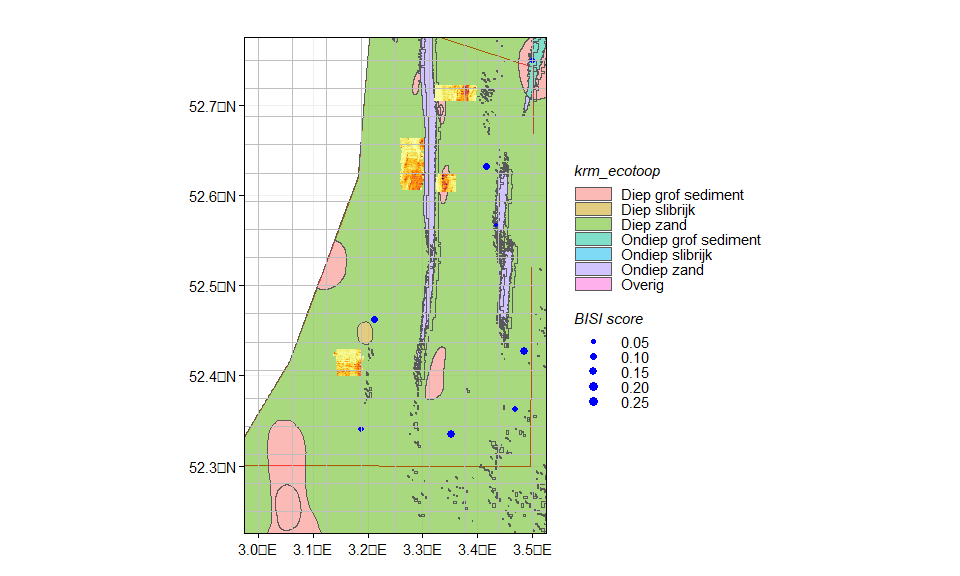 52.7□N
52.6□N
52.5□N
52.4□N
52.3□N
3.0□E 3.1□E 3.2□E 3.3□E 3.4□E 3.5□E
krm_ecotoop
Diep grof sediment
Diep slibrijk
Diep zand
Ondiep grof sediment
Ondiep slibrijk
Ondiep zand
Overig
BISI score
0.05
0.10
0.15
0.20
0.25